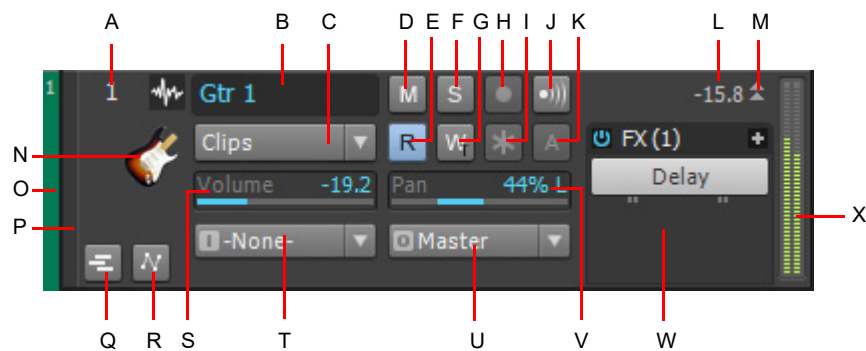 A B C D E F G H I J K L M
1 1 Gtr 1 M S -15.8
Clips R W A FX (1)
N
Volume -19.2 Pan 44% L Delay
O
P
X
I -None- O Master
Q R S T U V W